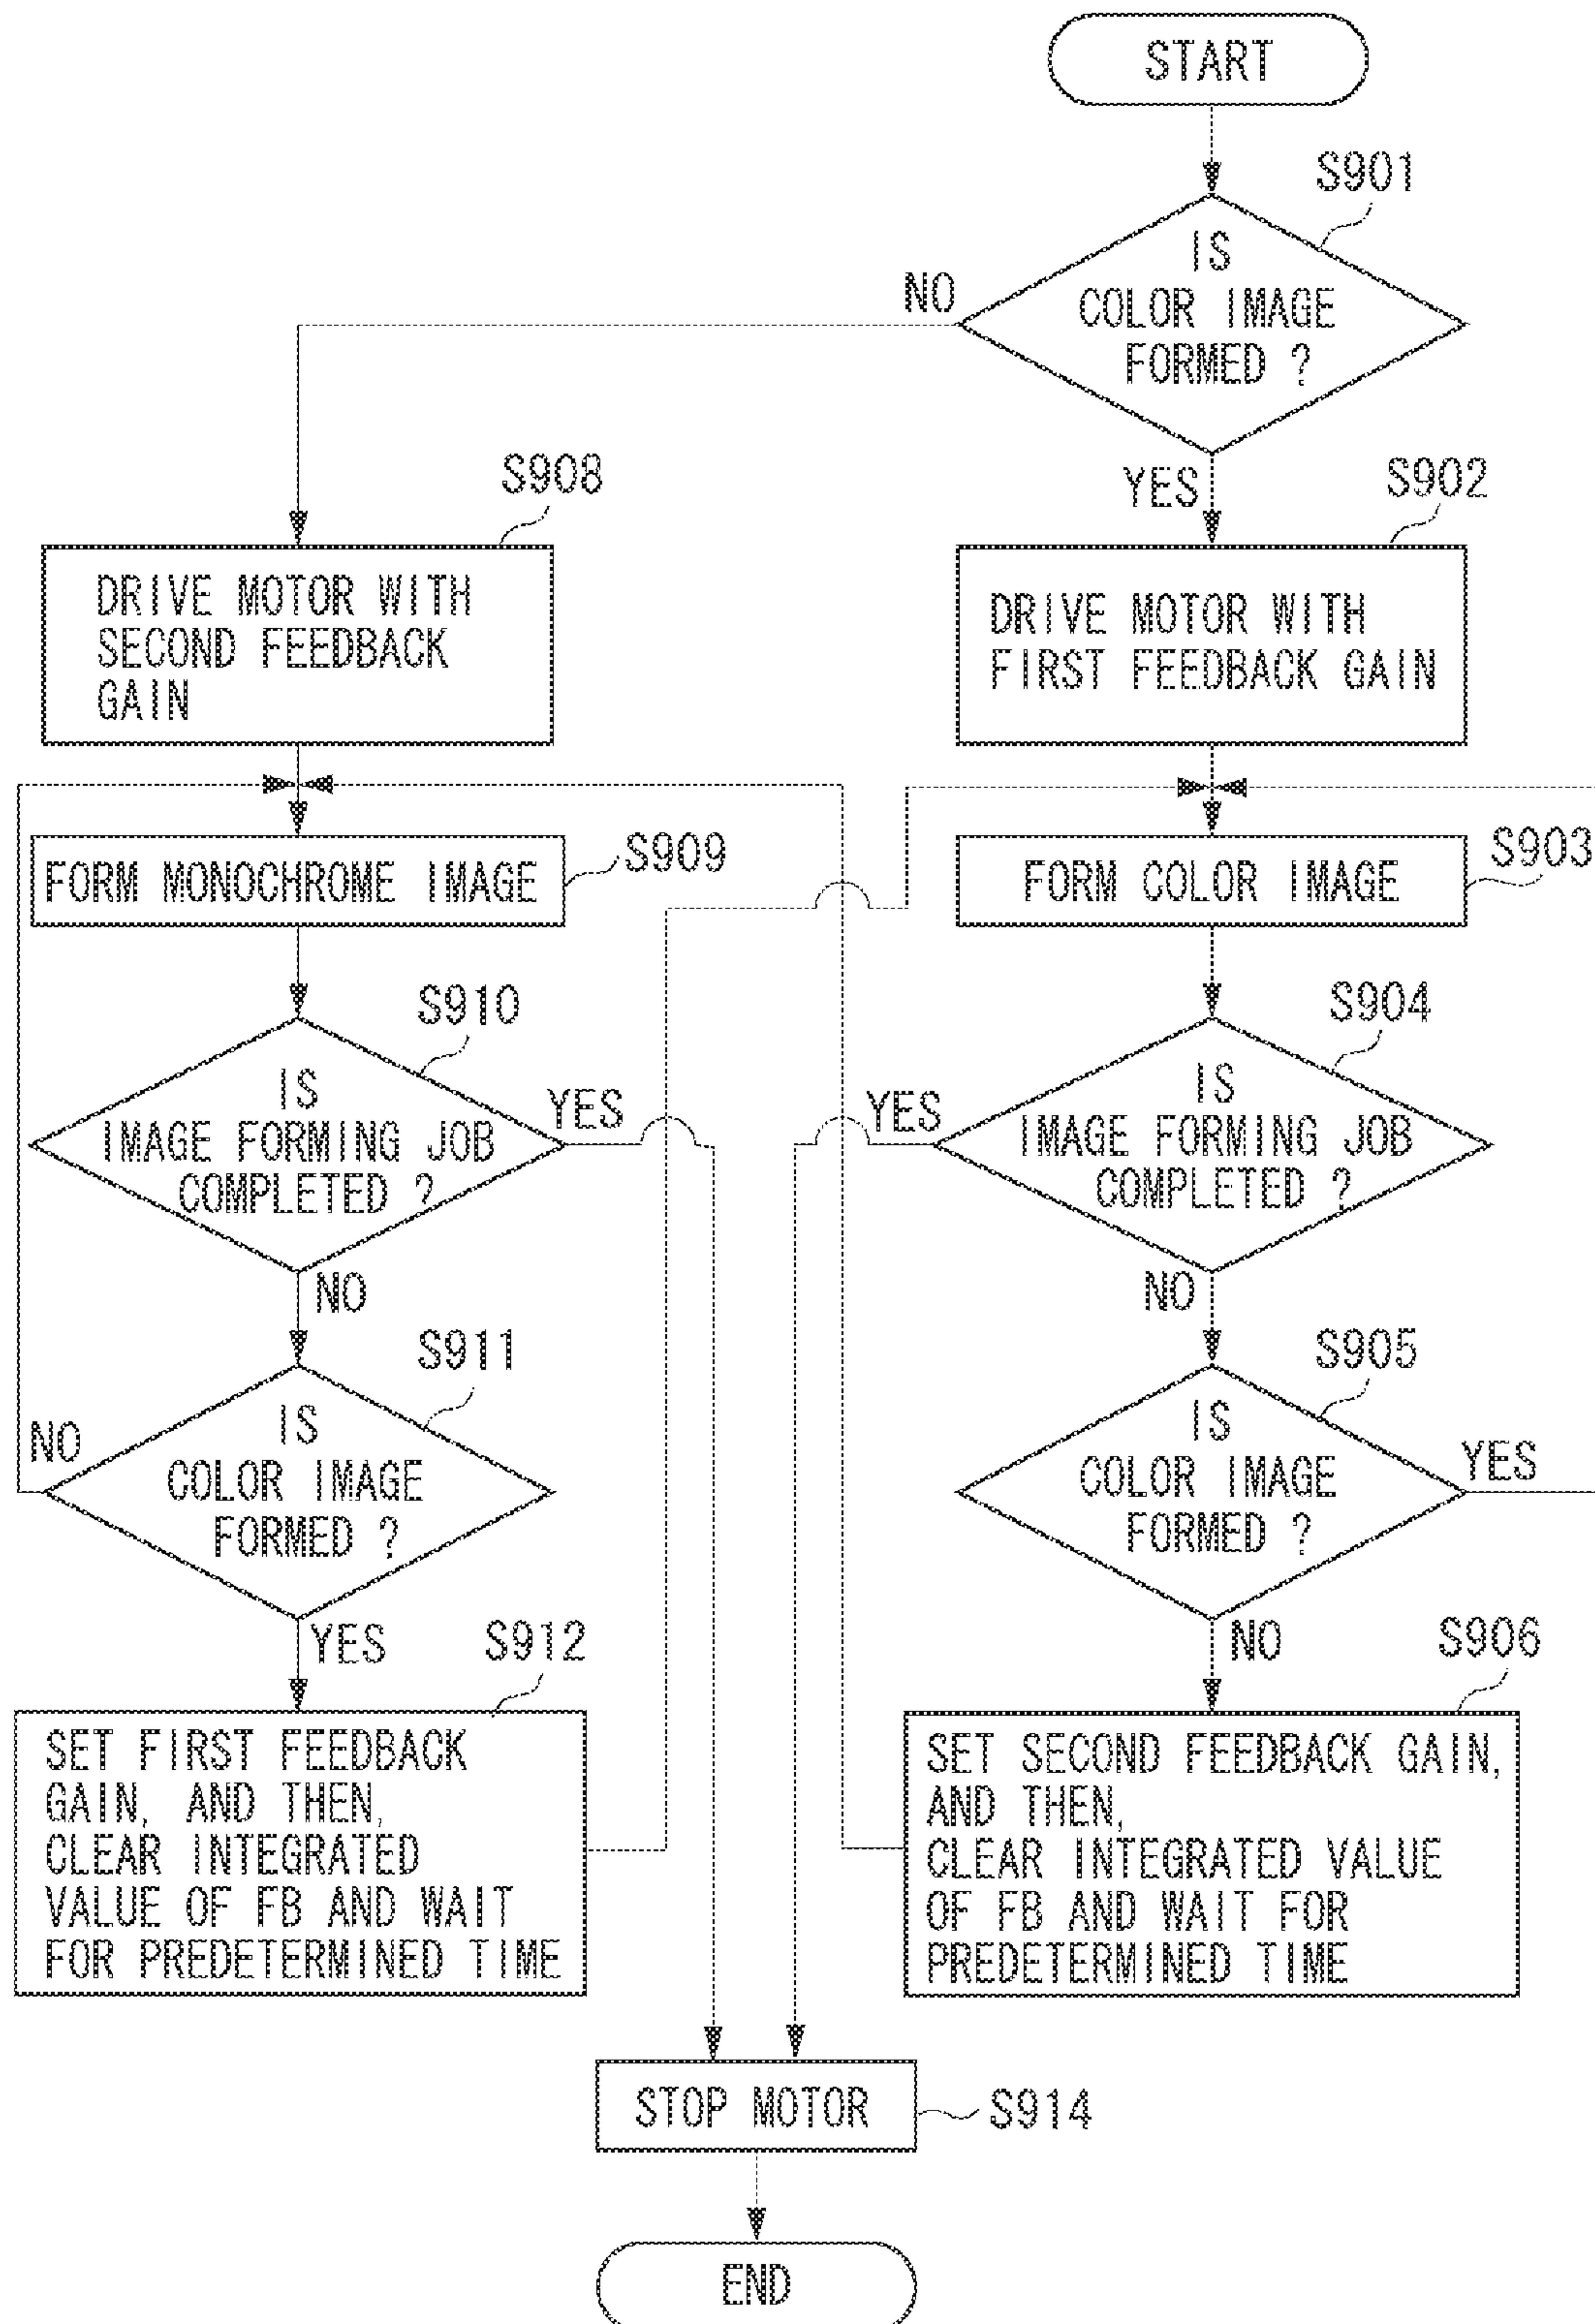 START
S901
IS
COLOR IMAGE
FORMED ?
NO
YES
S908
S902
DRIVE MOTOR WITH
SECOND FEEDBACK
GAIN
DRIVE MOTOR WITH
FIRST FEEDBACK GAIN
FORM MONOCHROME IMAGE
S909
FORM COLOR IMAGE
S903
S910
IS
IMAGE FORMING JOB
COMPLETED ?
YES
NO
S904
IS
IMAGE FORMING JOB
COMPLETED ?
YES
NO
S911
IS
COLOR IMAGE
FORMED ?
NO
YES
S905
IS
COLOR IMAGE
FORMED ?
YES
NO
S912
SET FIRST FEEDBACK
GAIN, AND THEN,
CLEAR INTEGRATED
VALUE OF FB AND WAIT
FOR PREDETERMINED TIME
S906
SET SECOND FEEDBACK GAIN,
AND THEN,
CLEAR INTEGRATED VALUE
OF FB AND WAIT FOR
PREDETERMINED TIME
STOP MOTOR
S914
END